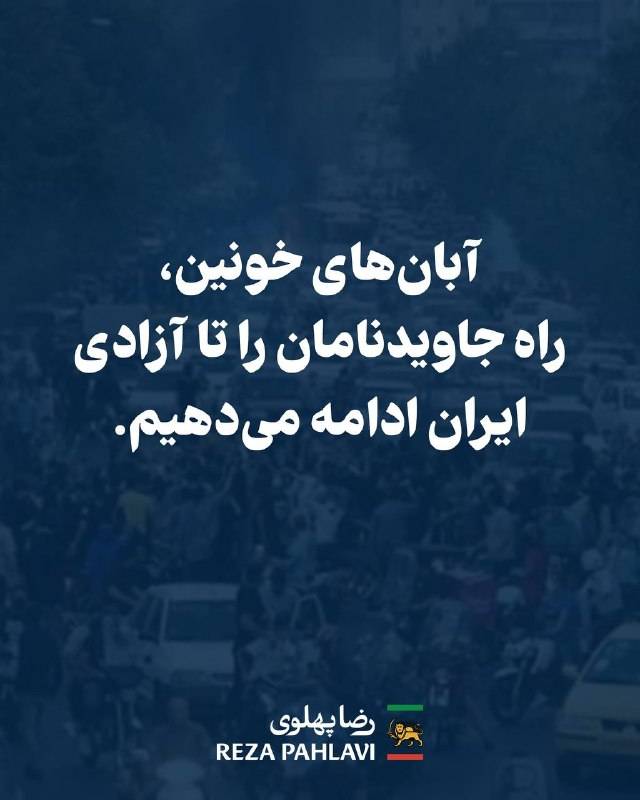 آبان‌های خونین،
راه جاویدنامان را تا آزادی
ایران ادامه می‌دهیم.
رضا پهلوی
REZA PAHLAVI